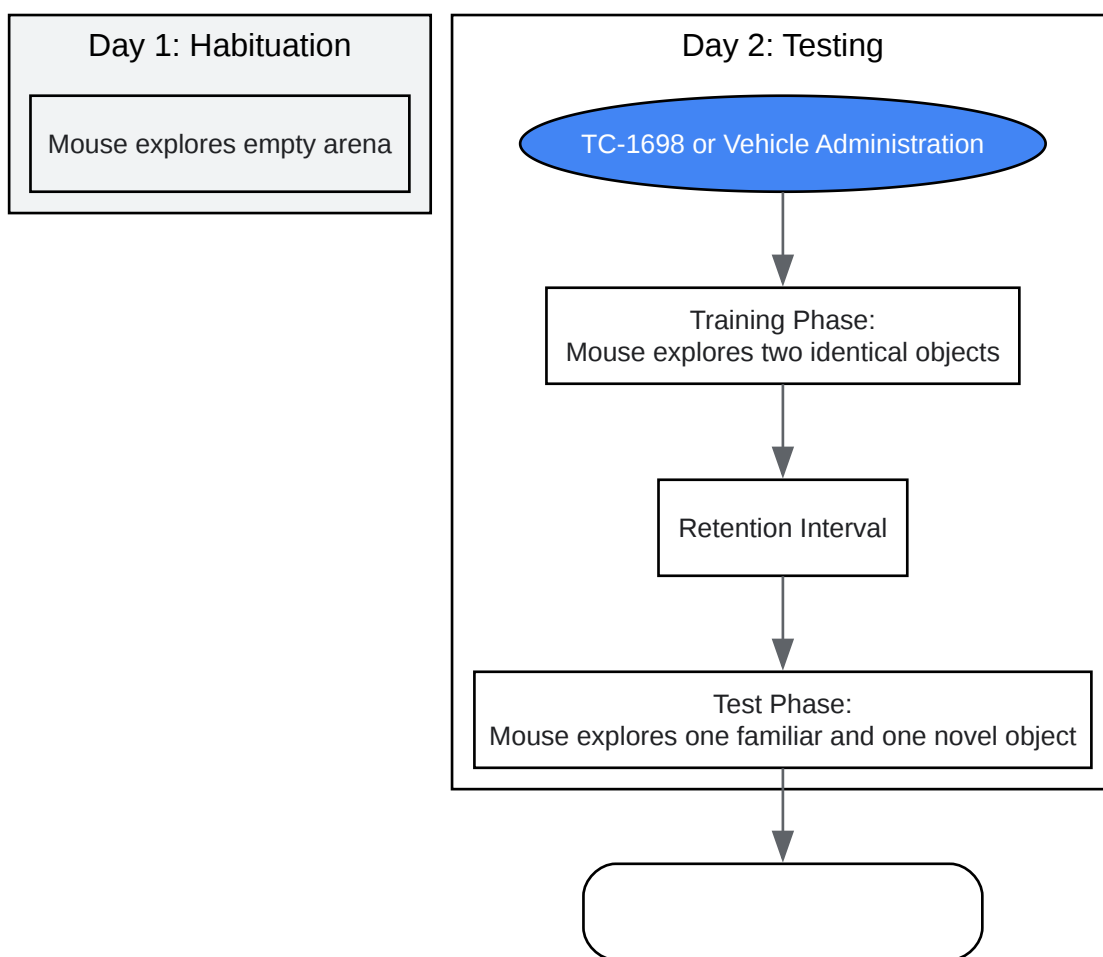 Day 1: Habituation
Mouse explores empty arena
Day 2: Testing
TC-1698 or Vehicle Administration
Training Phase:
Mouse explores two identical objects
Retention Interval
Test Phase:
Mouse explores one familiar and one novel object